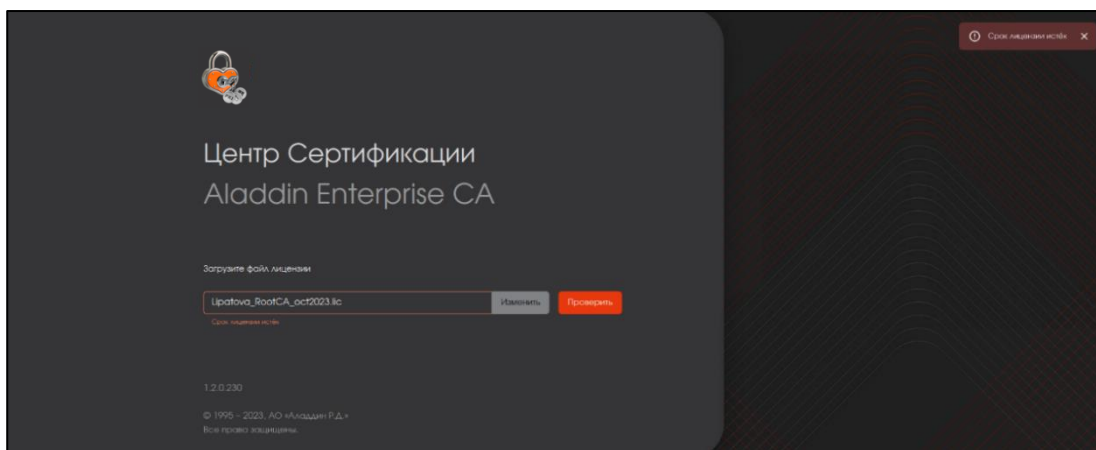 Срок лицензии истёк
Центр Сертификации
Aladdin Enterprise CA
Загрузите файл лицензии
Lipatova_RootCA_oct2023.lic
Изменить
Проверить
Срок лицензии истёк
1.2.0.230
© 1995 – 2023, АО «Аладдин Р.Д.»
Все права защищены.